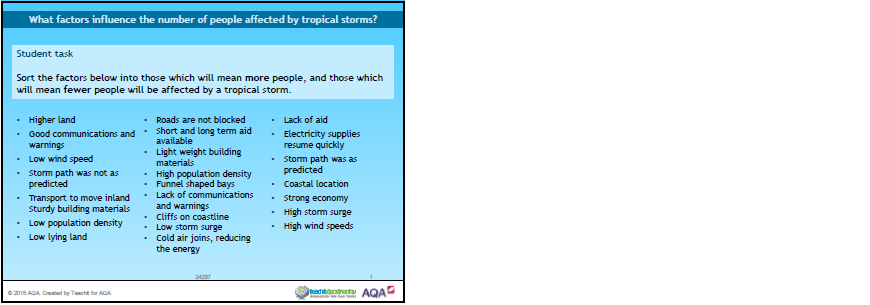 What factors influence the number of people affected by tropical storms?
Student task
Sort the factors below into those which will mean more people, and those which
will mean fewer people will be affected by a tropical storm.
• Higher land
• Good communications and
warnings
• Low wind speed
• Storm path was not as
predicted
• Transport to move inland
Sturdy building materials
• Low population density
• Low lying land
• Roads are not blocked
• Short and long term aid
available
• Light weight building
materials
• High population density
• Funnel shaped bays
• Lack of communications
and warnings
• Cliffs on coastline
• Low storm surge
• Cold air joins, reducing
the energy
• Lack of aid
• Electricity supplies
resume quickly
• Storm path was as
predicted
• Coastal location
• Strong economy
• High storm surge
• High wind speeds
24297
1
© 2015 AQA. Created by Teachit for AQA
AQA